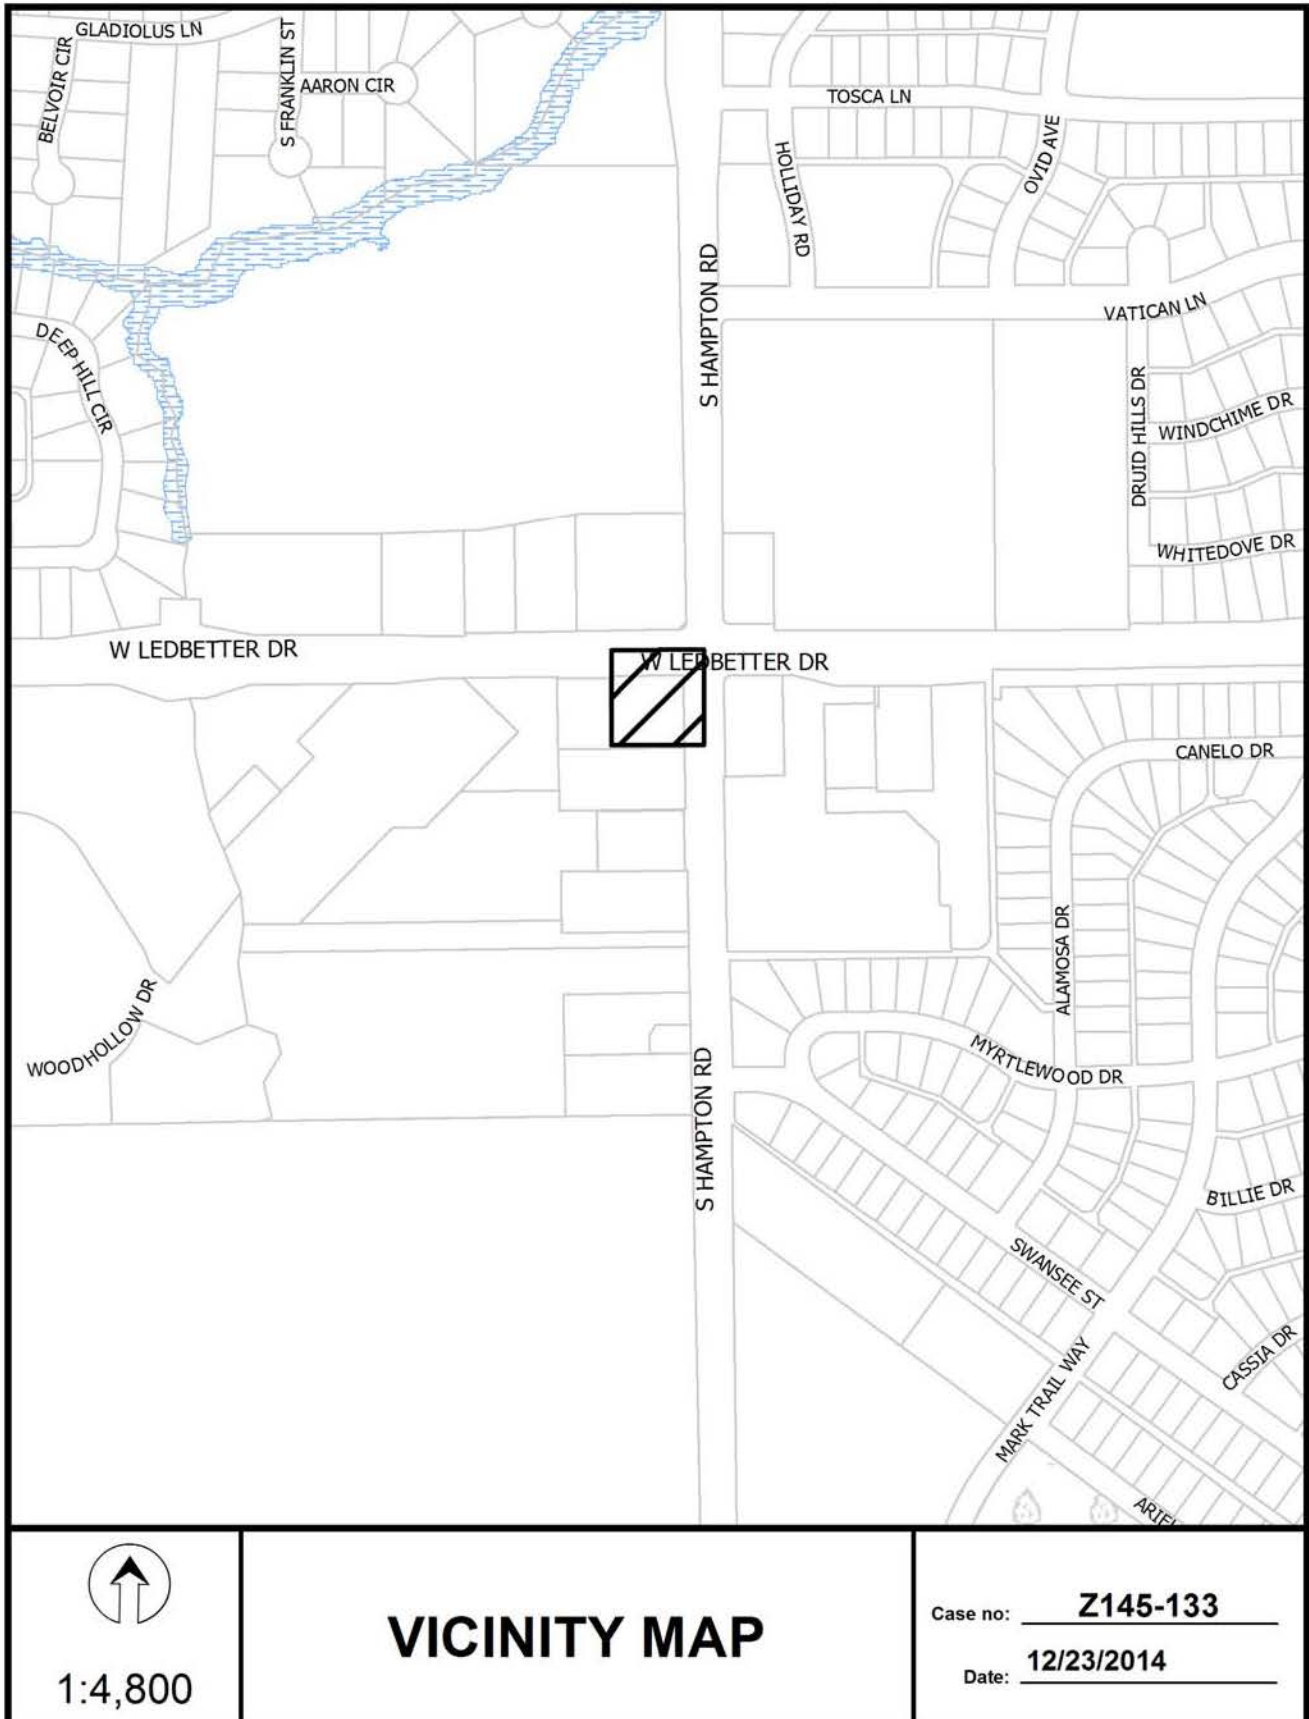 GLADIOLUS LN
BELVOIR CIR
S FRANKLIN ST
AARON CIR
TOSCA LN
HOLLIDAY RD
OVID AVE
S HAMPTON RD
VATICAN LN
DEEP HILL CIR
DRUID HILLS DR
WINDCHIME DR
WHITEDOVE DR
W LEDBETTER DR
W LEDBETTER DR
CANELO DR
ALAMOSA DR
WOODHOLLOW DR
MYRTLEWOOD DR
S HAMPTON RD
BILLIE DR
SWANSEE ST
CASSIA DR
MARK TRAIL WAY
1:4,800
VICINITY MAP
Case no: Z145-133
Date: 12/23/2014